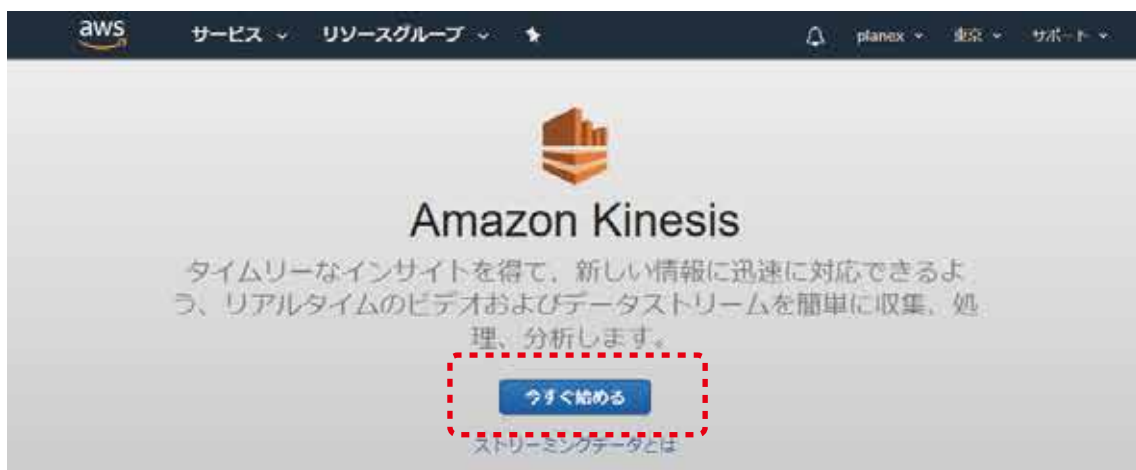 aws サービス リソースグループ planex 東京 サポート
Amazon Kinesis
タイムリーなインサイトを得て、新しい情報に迅速に対応できるよ
う、リアルタイムのビデオおよびデータストリームを簡単に収集、処
理、分析します。
今すぐ始める
ストリーミングデータとは